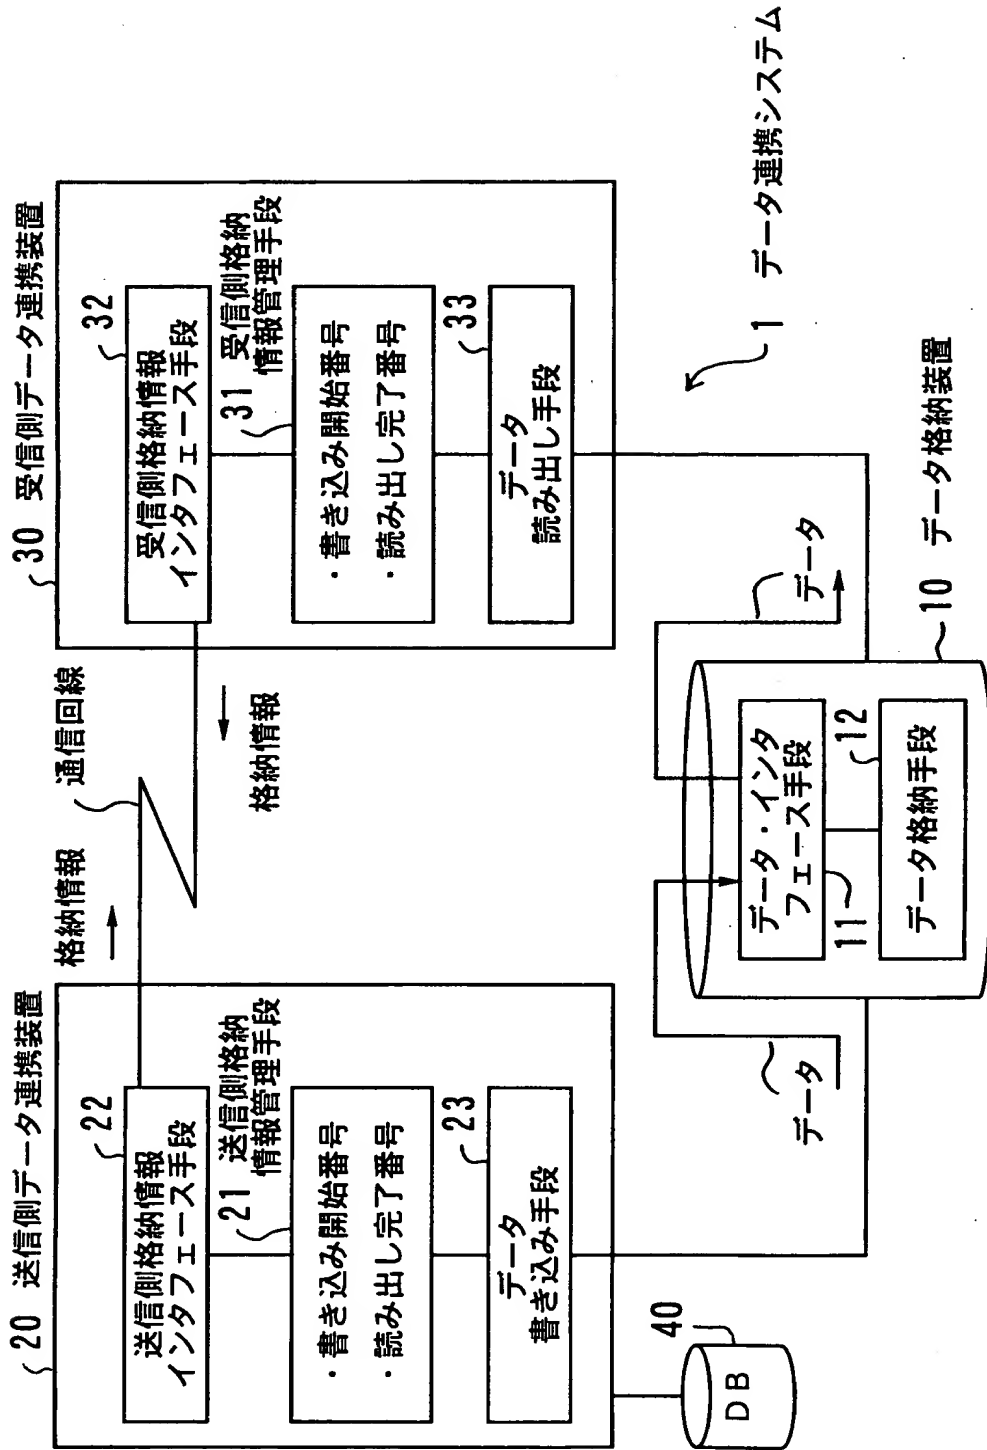 20 送信側データ連携装置
送信側格納情報
インタフェース手段
22
21 送信側格納
情報管理手段
・書き込み開始番号
・読み出し完了番号
23
データ
書き込み手段
DB
40
格納情報
通信回線
格納情報
30 受信側データ連携装置
受信側格納情報
インタフェース手段
32
31 受信側格納
情報管理手段
・書き込み開始番号
・読み出し完了番号
33
データ
読み出し手段
データ
データ
データ・インタ
フェース手段
11
12
データ格納手段
10 データ格納装置
1 データ連携システム